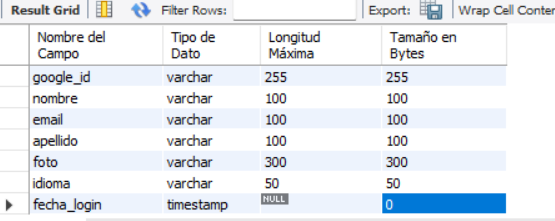 Result Grid Filter Rows: Export: Wrap Cell Conten
Nombre del Campo Tipo de Dato Longitud Máxima Tamaño en Bytes
google_id varchar 255 255
nombre varchar 100 100
email varchar 100 100
apellido varchar 100 100
foto varchar 300 300
idioma varchar 50 50
fecha_login timestamp NULL 0